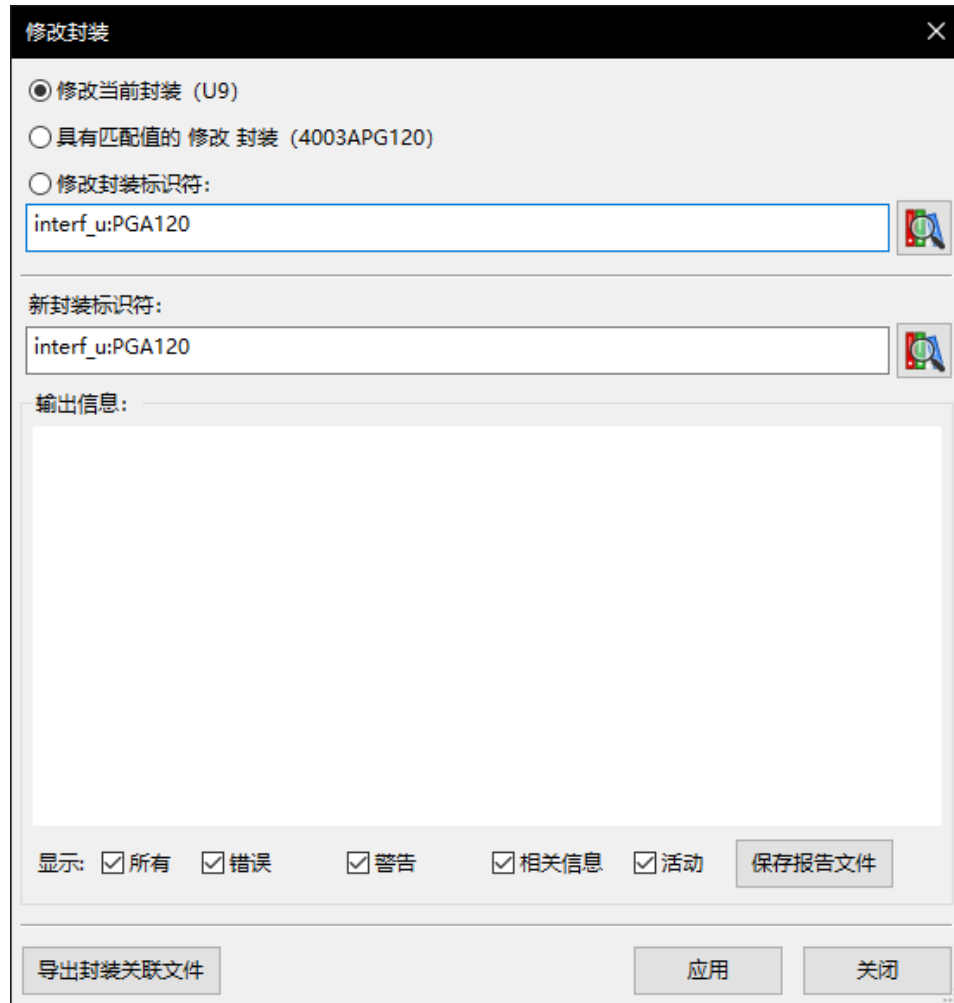 修改封装
修改当前封装（U9）
具有匹配值的 修改 封装（4003APG120）
修改封装标识符：
interf_u:PGA120
新封装标识符：
interf_u:PGA120
输出信息：
显示: 所有 错误 警告 相关信息 活动 保存报告文件
导出封装关联文件 应用 关闭